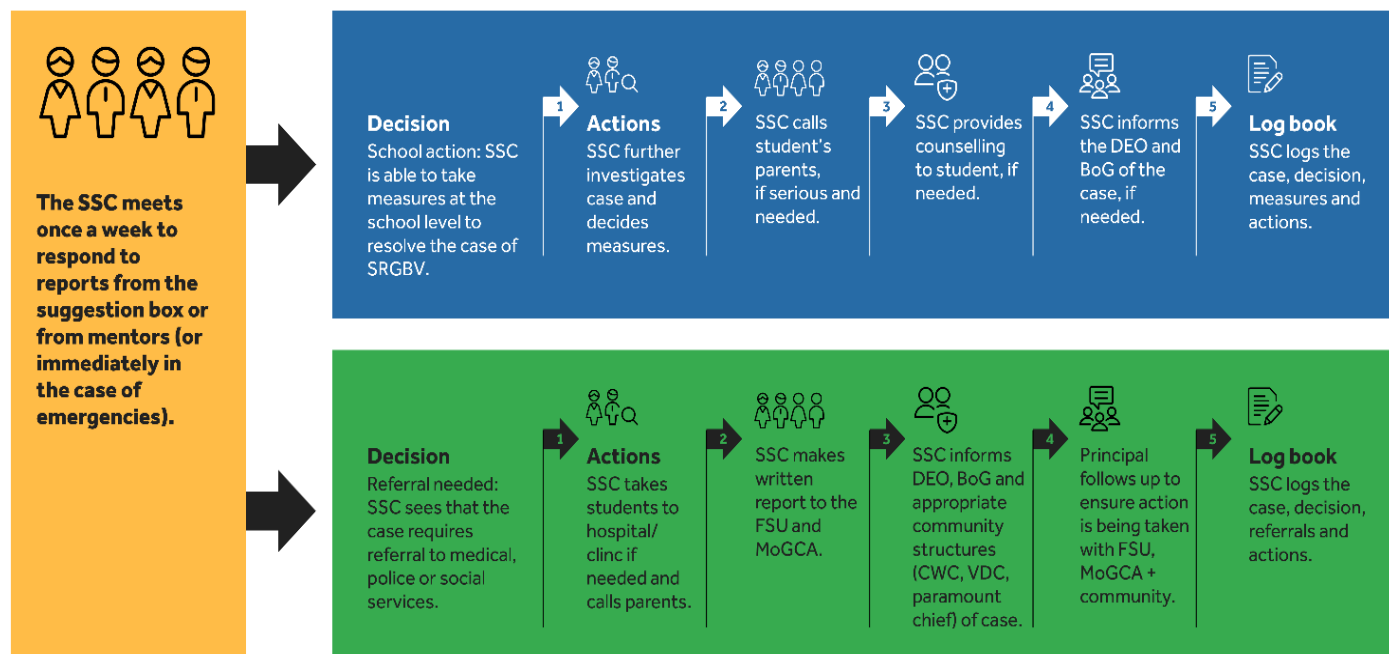 The SSC meets
once a week to
respond to
reports from the
suggestion box or
from mentors (or
immediately in
the case of
emergencies).
Decision
School action: SSC
is able to take
measures at the
school level to
resolve the case of
SRGBV.
1
Actions
SSC further
investigates
case and
decides
measures.
2
SSC calls
student's
parents,
if serious and
needed.
3
SSC provides
counselling
to student, if
needed.
4
SSC informs
the DEO and
BoG of the
case, if
needed.
5
Log book
SSC logs the
case, decision,
measures and
actions.
Decision
Referral needed:
SSC sees that the
case requires
referral to medical,
police or social
services.
1
Actions
SSC takes
students to
hospital/
clinc if
needed and
calls parents.
2
SSC makes
written
report to the
FSU and
MoGCA.
3
SSC informs
DEO, BoG and
appropriate
community
structures
(CWC, VDC,
paramount
chief) of case.
4
Principal
follows up to
ensure action
is being taken
with FSU,
MoGCA +
community.
5
Log book
SSC logs the
case, decision,
referrals and
actions.